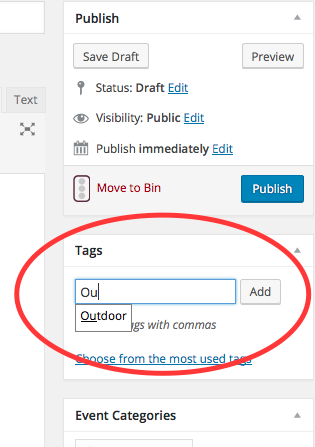 Publish
Save Draft
Preview
Text
Status: Draft Edit
Visibility: Public Edit
Publish immediately Edit
Move to Bin
Publish
Tags
Ou
Add
Outdoor
with commas
Choose from the most used tags
Event Categories